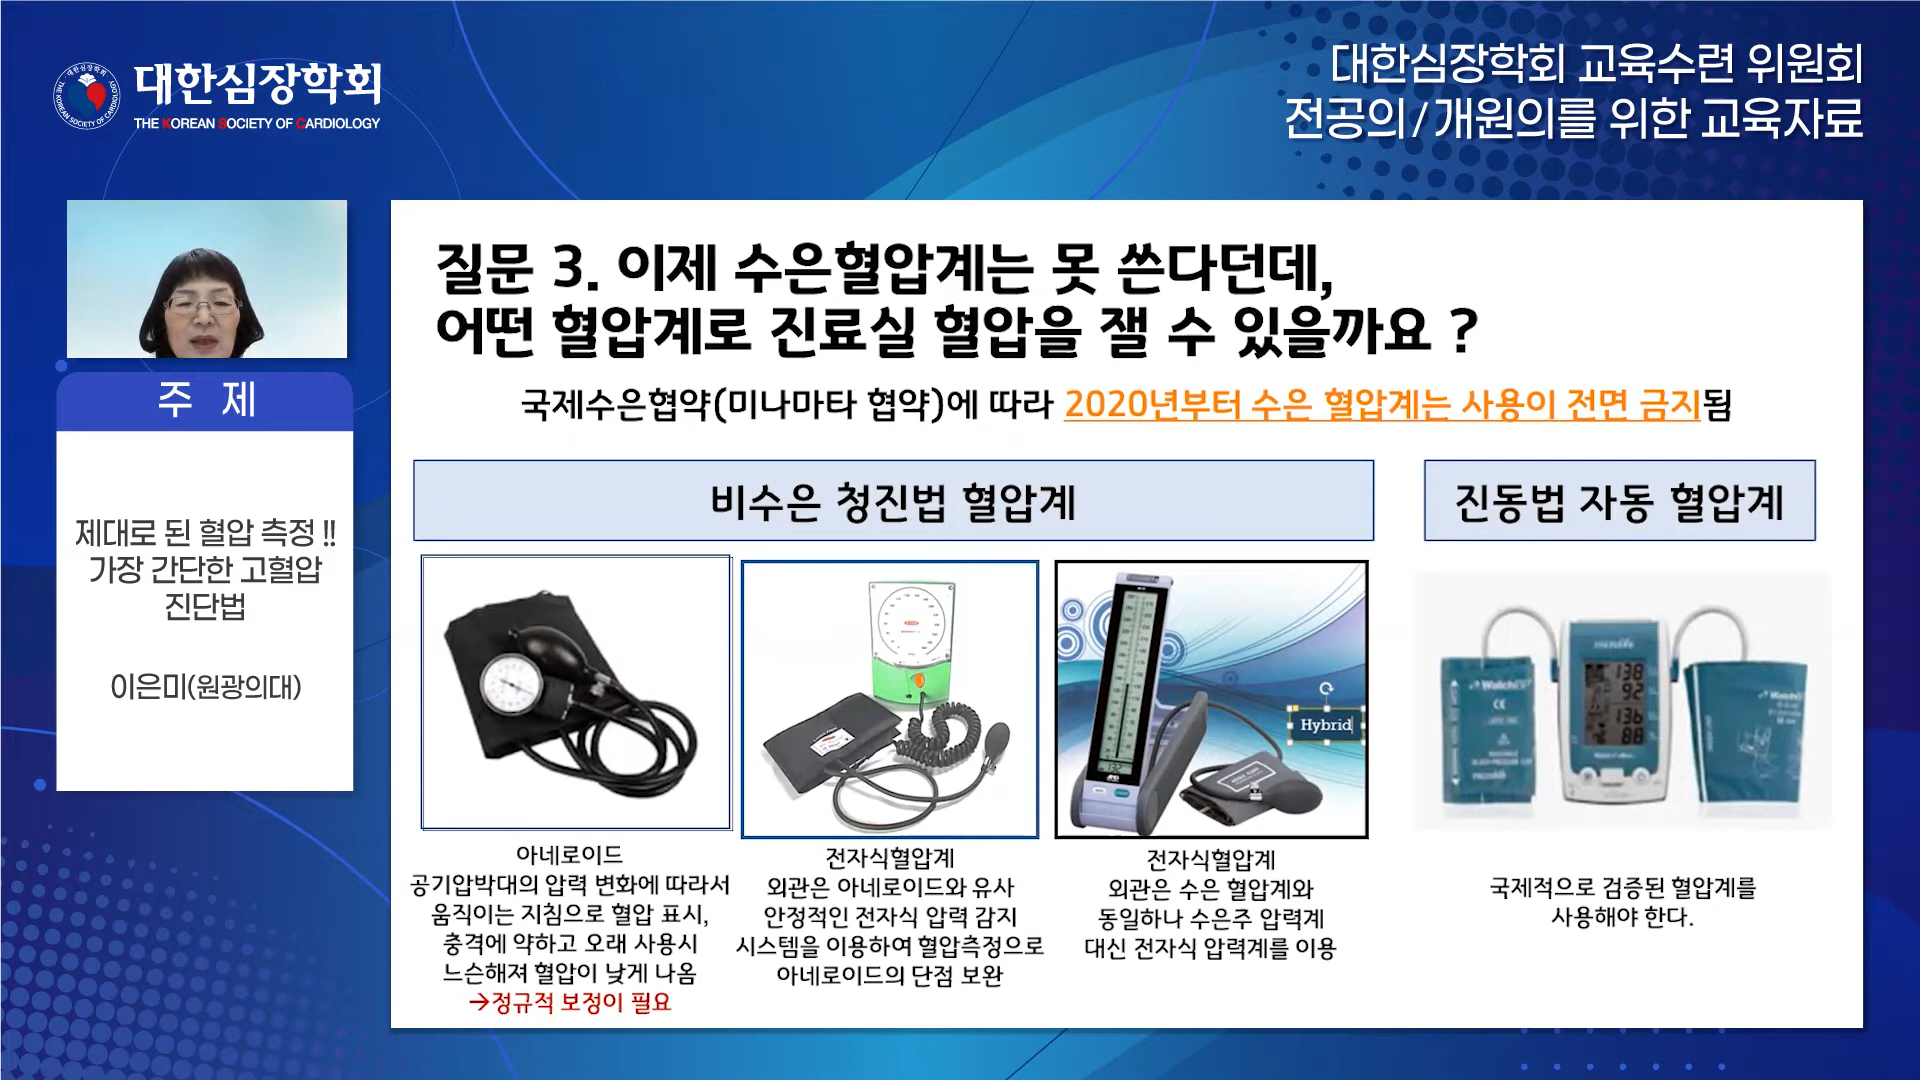 대한심장학회
THE KOREAN SOCIETY OF CARDIOLOGY
대한심장학회 교육수련 위원회
전공의/개원의를 위한 교육자료
주 제
제대로 된 혈압 측정 !!
가장 간단한 고혈압
진단법
이은미(원광의대)
질문 3. 이제 수은혈압계는 못 쓴다던데,
어떤 혈압계로 진료실 혈압을 잴 수 있을까요 ?
국제수은협약(미나마타 협약)에 따라 2020년부터 수은 혈압계는 사용이 전면 금지됨
비수은 청진법 혈압계
진동법 자동 혈압계
Hybrid
microlife
WatchBP
CE
138
92
136
88
아네로이드
공기압박대의 압력 변화에 따라서
움직이는 지침으로 혈압 표시,
충격에 약하고 오래 사용시
느슨해져 혈압이 낮게 나옴
→정규적 보정이 필요
전자식혈압계
외관은 아네로이드와 유사
안정적인 전자식 압력 감지
시스템을 이용하여 혈압측정으로
아네로이드의 단점 보완
전자식혈압계
외관은 수은 혈압계와
동일하나 수은주 압력계
대신 전자식 압력계를 이용
국제적으로 검증된 혈압계를
사용해야 한다.